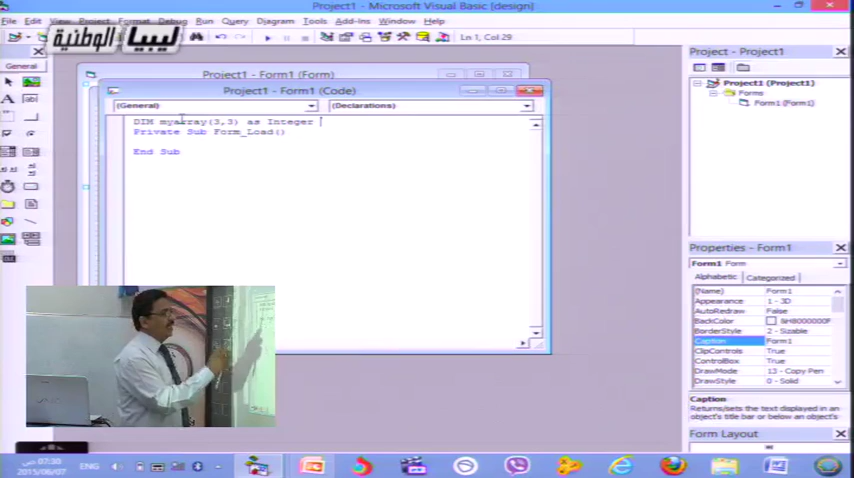 Project1 - Microsoft Visual Basic [design]
File Edit View Project Format Debug Run Query Diagram Tools Add-Ins Window Help
ليبيا الوطنية
Ln 1, Col 29
General
Project1 - Form1 (Form)
Project1 - Form1 (Code)
(General) (Declarations)
DIM myarray(3,3) as Integer
Private Sub Form_Load()
End Sub
Project - Project1
Project1 (Project1)
Forms
Form1 (Form1)
Properties - Form1
Form1 Form
Alphabetic Categorized
(Name) Form1
Appearance 1 - 3D
AutoRedraw False
BackColor &H8000000F
BorderStyle 2 - Sizable
Caption Form1
ClipControls True
ControlBox True
DrawMode 13 - Copy Pen
DrawStyle 0 - Solid
Caption
Returns/sets the text displayed in an
object's title bar or below an object's
Form Layout
07:30 ص
2015/06/07
ENG